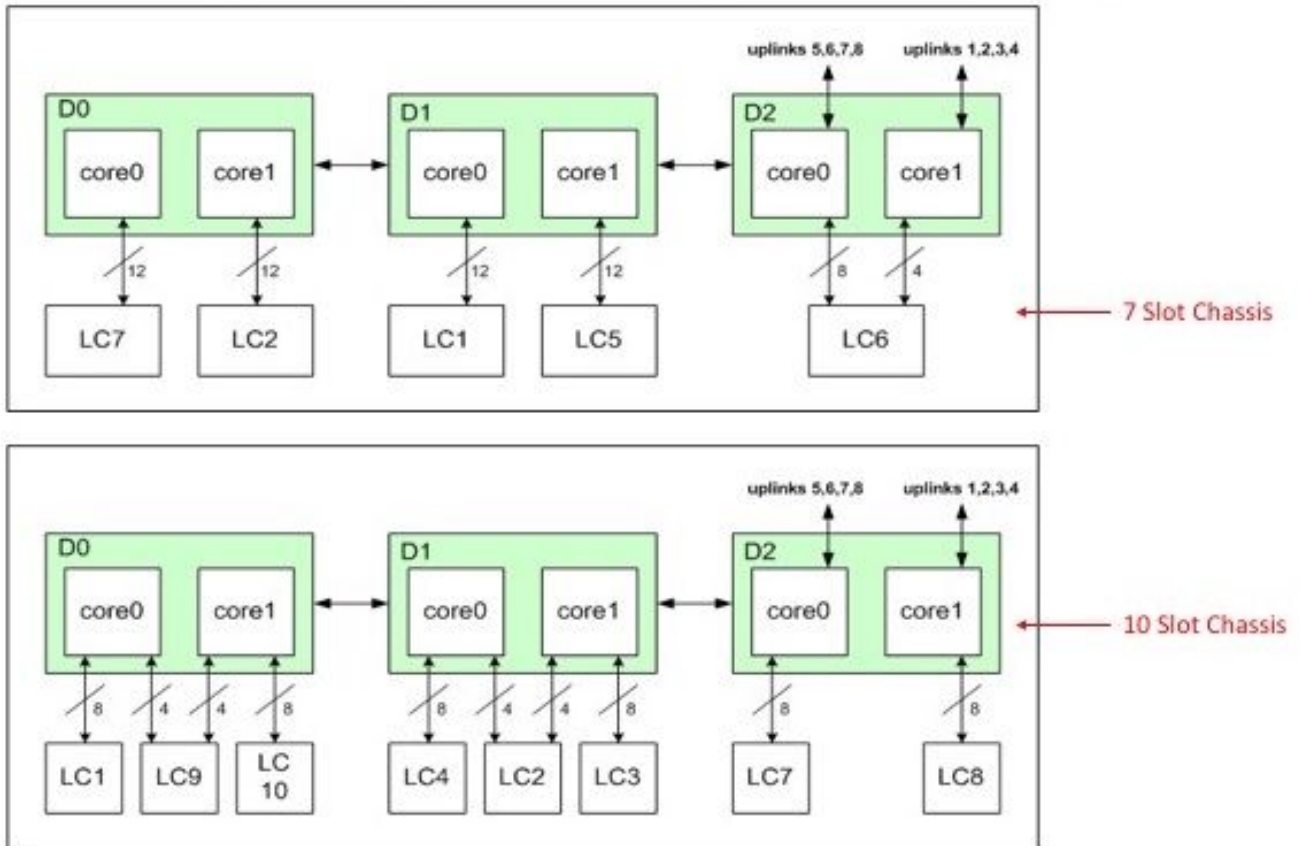 uplinks 5,6,7,8 uplinks 1,2,3,4
D0 D1 D2
core0 core1 core0 core1 core0 core1
12 12 12 12 8 4
LC7 LC2 LC1 LC5 LC6
7 Slot Chassis
uplinks 5,6,7,8 uplinks 1,2,3,4
D0 D1 D2
core0 core1 core0 core1 core0 core1
10 Slot Chassis
8 4 4 8 8 4 4 8 8 8
LC1 LC9 LC
10 LC4 LC2 LC3 LC7 LC8